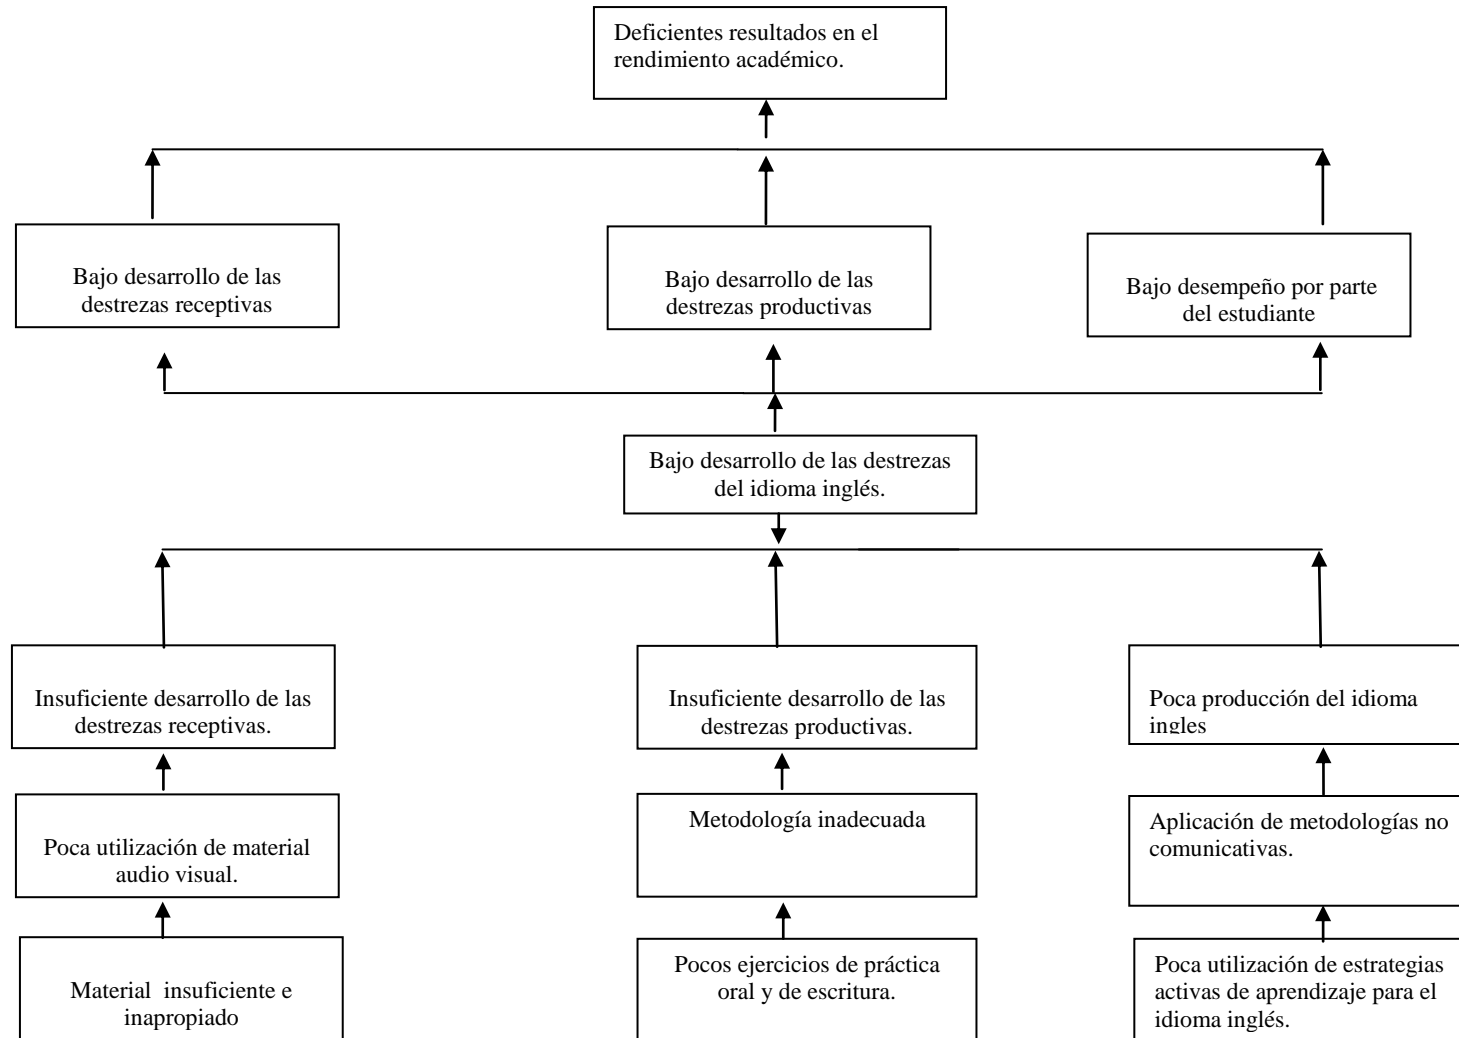 Deficientes resultados en el
rendimiento académico.
Bajo desarrollo de las
destrezas receptivas
Bajo desarrollo de las
destrezas productivas
Bajo desempeño por parte
del estudiante
Bajo desarrollo de las destrezas
del idioma inglés.
Insuficiente desarrollo de las
destrezas receptivas.
Insuficiente desarrollo de las
destrezas productivas.
Poca producción del idioma
ingles
Poca utilización de material
audio visual.
Metodología inadecuada
Aplicación de metodologías no
comunicativas.
Material  insuficiente e
inapropiado
Pocos ejercicios de práctica
oral y de escritura.
Poca utilización de estrategias
activas de aprendizaje para el
idioma inglés.